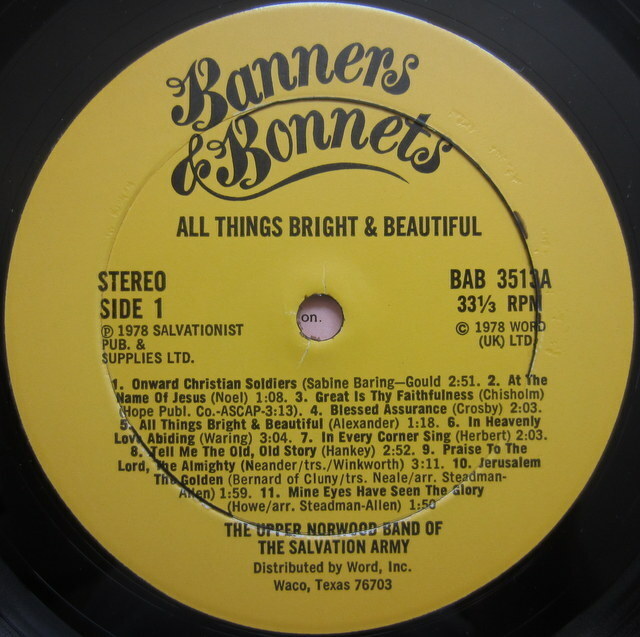 Banners
& Bonnets
ALL THINGS BRIGHT & BEAUTIFUL
STEREO
SIDE 1
℗ 1978 SALVATIONIST
PUB. &
SUPPLIES LTD.
BAB 3513A
33⅓ RPM
© 1978 WORD
(UK) LTD.
on.
1. Onward Christian Soldiers (Sabine Baring—Gould 2:51. 2. At The
Name Of Jesus (Noel) 1:08. 3. Great Is Thy Faithfulness (Chisholm)
(Hope Publ. Co.-ASCAP-3:13). 4. Blessed Assurance (Crosby) 2:03.
5. All Things Bright & Beautiful (Alexander) 1:18. 6. In Heavenly
Love Abiding (Waring) 3:04. 7. In Every Corner Sing (Herbert) 2:03.
8. Tell Me The Old, Old Story (Hankey) 2:52. 9. Praise To The
Lord, The Almighty (Neander/trs./Winkworth) 3:11. 10. Jerusalem
The Golden (Bernard of Cluny/trs. Neale/arr. Steadman-
Allen) 1:59. 11. Mine Eyes Have Seen The Glory
(Howe/arr. Steadman-Allen) 1:50
THE UPPER NORWOOD BAND OF
THE SALVATION ARMY
Distributed by Word, Inc.
Waco, Texas 76703